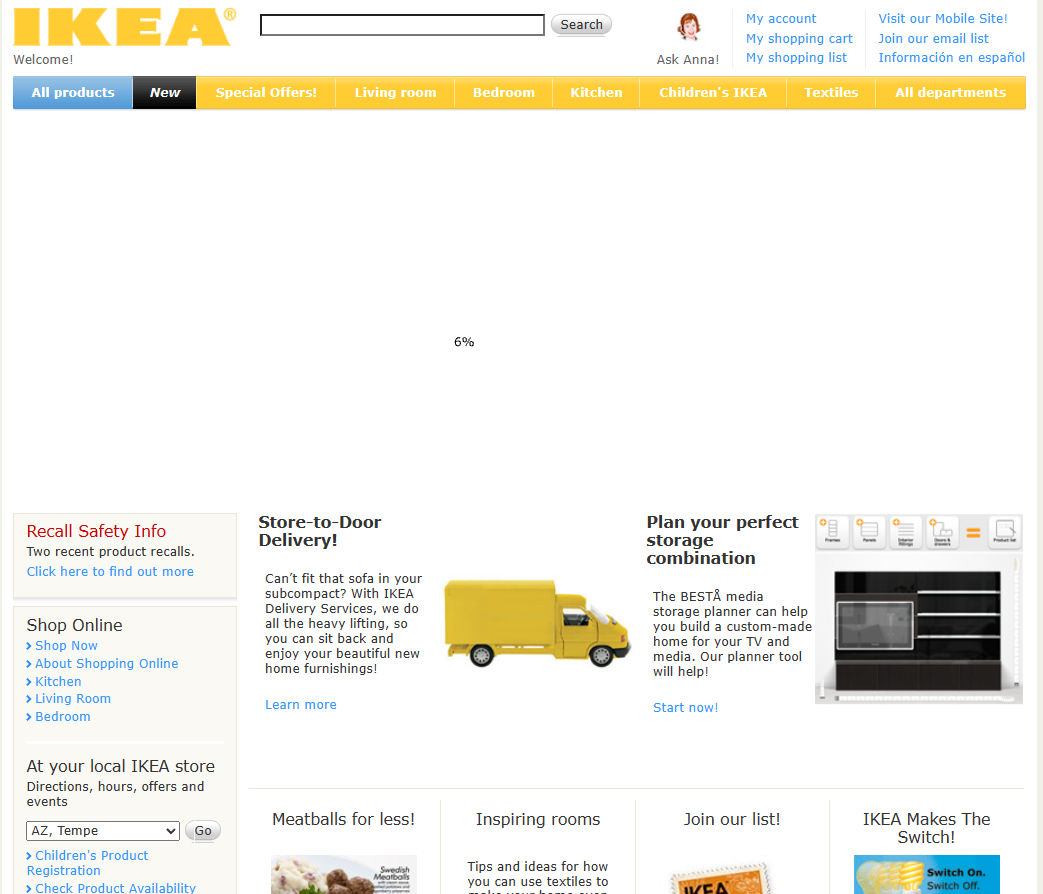 IKEA®
Search
Welcome!
Ask Anna!
My account
My shopping cart
My shopping list
Visit our Mobile Site!
Join our email list
Información en español
All products
New
Special Offers!
Living room
Bedroom
Kitchen
Children's IKEA
Textiles
All departments
6%
Recall Safety Info
Two recent product recalls.
Click here to find out more
Shop Online
Shop Now
About Shopping Online
Kitchen
Living Room
Bedroom
At your local IKEA store
Directions, hours, offers and
events
AZ, Tempe
Go
Children's Product
Registration
Check Product Availability
Store-to-Door
Delivery!
Can’t fit that sofa in your
subcompact? With IKEA
Delivery Services, we do
all the heavy lifting, so
you can sit back and
enjoy your beautiful new
home furnishings!
Learn more
Plan your perfect
storage
combination
The BESTÅ media
storage planner can help
you build a custom-made
home for your TV and
media. Our planner tool
will help!
Start now!
Frames
Panels
Interior
fittings
Doors &
drawers
Product list
Meatballs for less!
Swedish
Meatballs
Inspiring rooms
Tips and ideas for how
you can use textiles to
make your home even
Join our list!
IKEA
IKEA Makes The
Switch!
Switch On.
Switch Off.